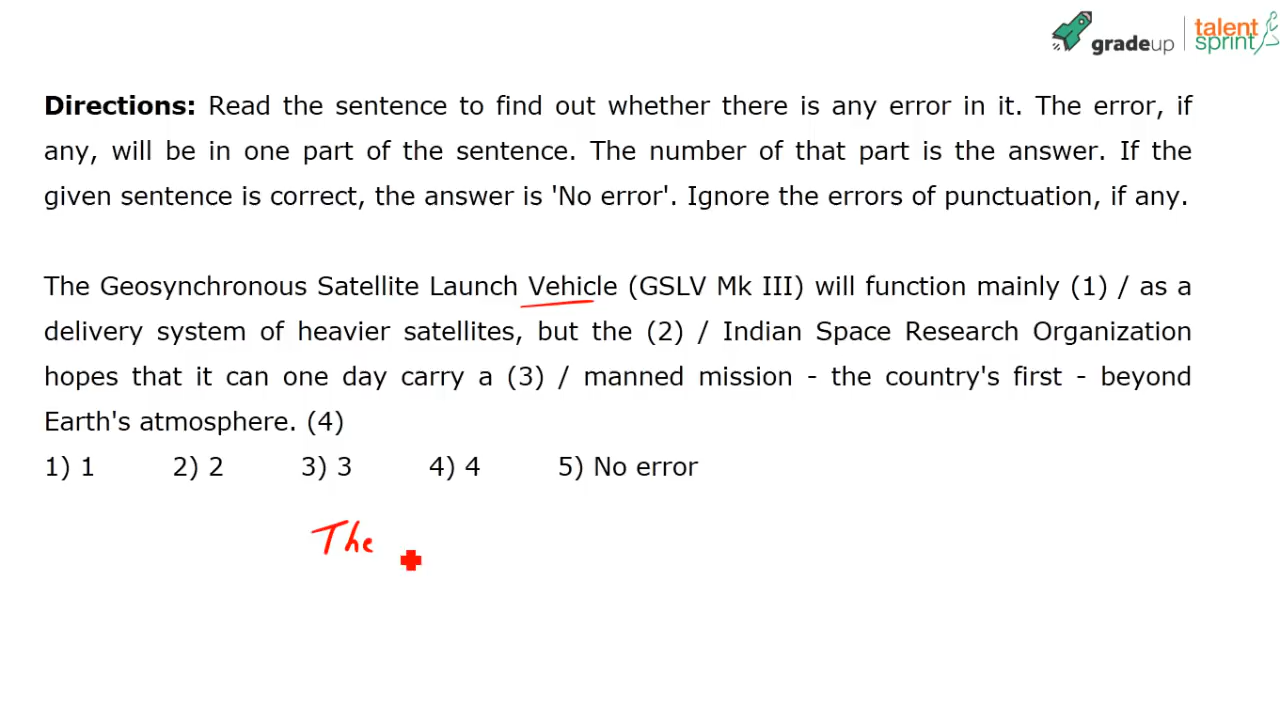 gradeup
talent
sprint
Directions: Read the sentence to find out whether there is any error in it. The error, if
any, will be in one part of the sentence. The number of that part is the answer. If the
given sentence is correct, the answer is 'No error'. Ignore the errors of punctuation, if any.
The Geosynchronous Satellite Launch Vehicle (GSLV Mk III) will function mainly (1) / as a
delivery system of heavier satellites, but the (2) / Indian Space Research Organization
hopes that it can one day carry a (3) / manned mission - the country's first - beyond
Earth's atmosphere. (4)
1) 1 2) 2 3) 3 4) 4 5) No error
The